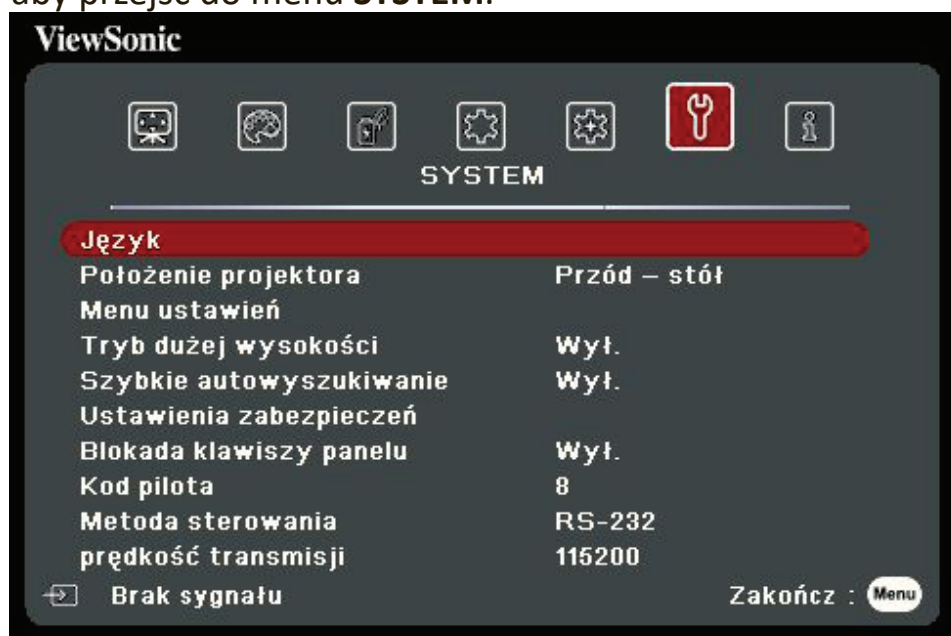 aby przejść do menu SYSTEM.
ViewSonic
SYSTEM
Język
Położenie projektora Przód – stół
Menu ustawień
Tryb dużej wysokości Wył.
Szybkie autowyszukiwanie Wył.
Ustawienia zabezpieczeń
Blokada klawiszy panelu Wył.
Kod pilota 8
Metoda sterowania RS-232
prędkość transmisji 115200
Brak sygnału Zakończ : Menu